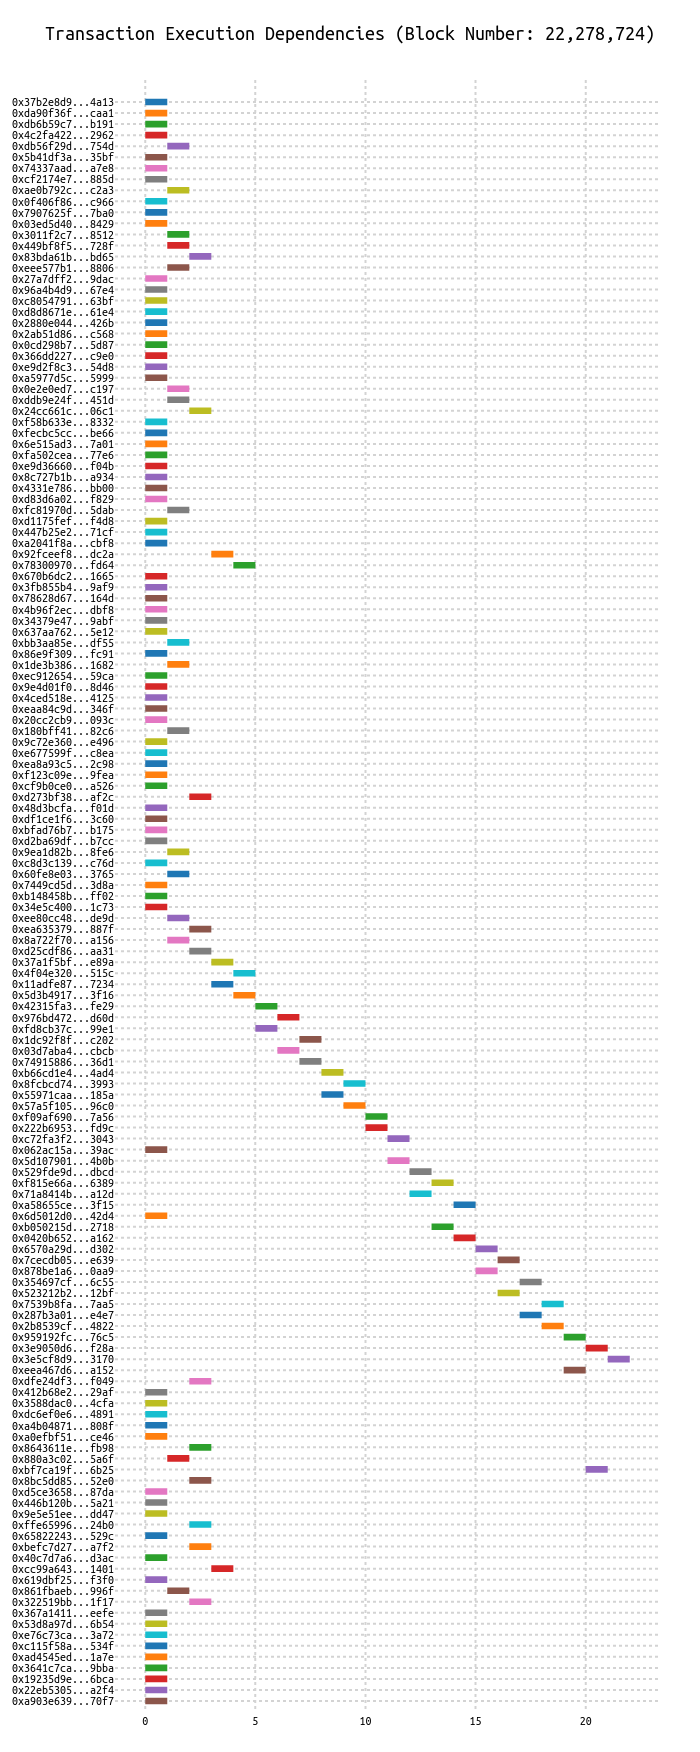 Transaction Execution Dependencies (Block Number: 22,278,724)
0x37b2e8d9...4a13
0xda90f36f...caa1
0xdb6b59c7...b191
0x4c2fa422...2962
0xdb56f29d...754d
0x5b41df3a...35bf
0x74337aad...a7e8
0xcf2174e7...885d
0xae0b792c...c2a3
0x0f406f86...c966
0x7907625f...7ba0
0x03ed5d40...8429
0x3011f2c7...8512
0x449bf8f5...728f
0x83bda61b...bd65
0xeee577b1...8806
0x27a7dff2...9dac
0x96a4b4d9...67e4
0xc8054791...63bf
0xd8d8671e...61e4
0x2880e044...426b
0x2ab51d86...c568
0x0cd298b7...5d87
0x366dd227...c9e0
0xe9d2f8c3...54d8
0xa5977d5c...5999
0x0e2e0ed7...c197
0xddb9e24f...451d
0x24cc661c...06c1
0xf58b633e...8332
0xfecbc5cc...be66
0x6e515ad3...7a01
0xfa502cea...77e6
0xe9d36660...f04b
0x8c727b1b...a934
0x4331e786...bb00
0xd83d6a02...f829
0xfc81970d...5dab
0xd1175fef...f4d8
0x447b25e2...71cf
0xa2041f8a...cbf8
0x92fceef8...dc2a
0x78300970...fd64
0x670b6dc2...1665
0x3fb855b4...9af9
0x78628d67...164d
0x4b96f2ec...dbf8
0x34379e47...9abf
0x637aa762...5e12
0xbb3aa85e...df55
0x86e9f309...fc91
0x1de3b386...1682
0xec912654...59ca
0x9e4d01f0...8d46
0x4ced518e...4125
0xeaa84c9d...346f
0x20cc2cb9...093c
0x180bff41...82c6
0x9c72e360...e496
0xe677599f...c8ea
0xea8a93c5...2c98
0xf123c09e...9fea
0xcf9b0ce0...a526
0xd273bf38...af2c
0x48d3bcfa...f01d
0xdf1ce1f6...3c60
0xbfad76b7...b175
0xd2ba69df...b7cc
0x9ea1d82b...8fe6
0xc8d3c139...c76d
0x60fe8e03...3765
0x7449cd5d...3d8a
0xb148458b...ff02
0x34e5c400...1c73
0xee80cc48...de9d
0xea635379...887f
0x8a722f70...a156
0xd25cdf86...aa31
0x37a1f5bf...e89a
0x4f04e320...515c
0x11adfe87...7234
0x5d3b4917...3f16
0x42315fa3...fe29
0x976bd472...d60d
0xfd8cb37c...99e1
0x1dc92f8f...c202
0x03d7aba4...cbcb
0x74915886...36d1
0xb66cd1e4...4ad4
0x8fcbcd74...3993
0x55971caa...185a
0x57a5f105...96c0
0xf09af690...7a56
0x222b6953...fd9c
0xc72fa3f2...3043
0x062ac15a...39ac
0x5d107901...4b0b
0x529fde9d...dbcd
0xf815e66a...6389
0x71a8414b...a12d
0xa58655ce...3f15
0x6d5012d0...42d4
0xb050215d...2718
0x0420b652...a162
0x6570a29d...d302
0x7cecdb05...e639
0x878be1a6...0aa9
0x354697cf...6c55
0x523212b2...12bf
0x7539b8fa...7aa5
0x287b3a01...e4e7
0x2b8539cf...4822
0x959192fc...76c5
0x3e9050d6...f28a
0x3e5cf8d9...3170
0xeea467d6...a152
0xdfe24df3...f049
0x412b68e2...29af
0x3588dac0...4cfa
0xdc6ef0e6...4891
0xa4b04871...808f
0xa0efbf51...ce46
0x8643611e...fb98
0x880a3c02...5a6f
0xbf7ca19f...6b25
0x8bc5dd85...52e0
0xd5ce3658...87da
0x446b120b...5a21
0x9e5e51ee...dd47
0xffe65996...24b0
0x65822243...529c
0xbefc7d27...a7f2
0x40c7d7a6...d3ac
0xcc99a643...1401
0x619dbf25...f3f0
0x861fbaeb...996f
0x322519bb...1f17
0x367a1411...eefe
0x53d8a97d...6b54
0xe76c73ca...3a72
0xc115f58a...534f
0xad4545ed...1a7e
0x3641c7ca...9bba
0x19235d9e...6bca
0x22eb5305...a2f4
0xa903e639...70f7
0 5 10 15 20